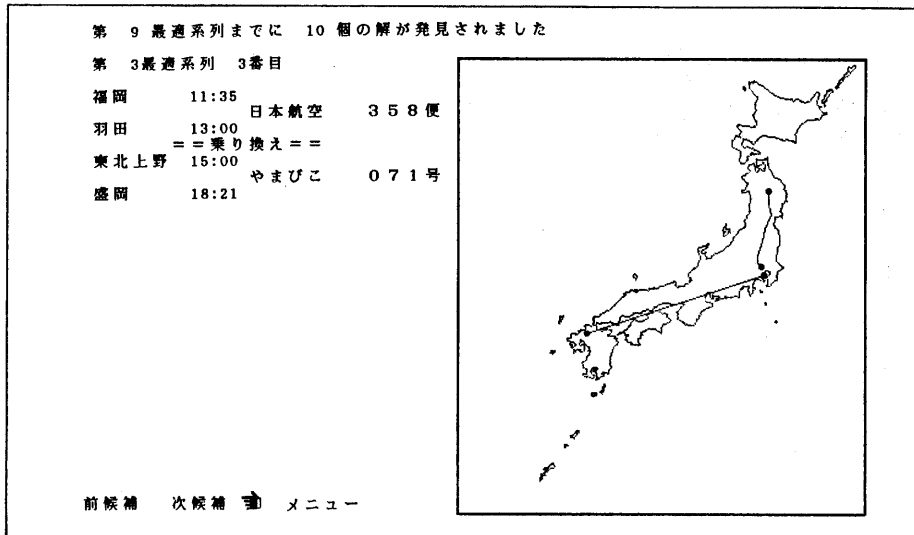 第 9 最適系列までに 10 個の解が発見されました
第 3最適系列 3番目
福岡 11:35
日本航空 358便
羽田 13:00
==乗り換え==
東北上野 15:00
やまびこ 071号
盛岡 18:21
前候補 次候補 メニュー